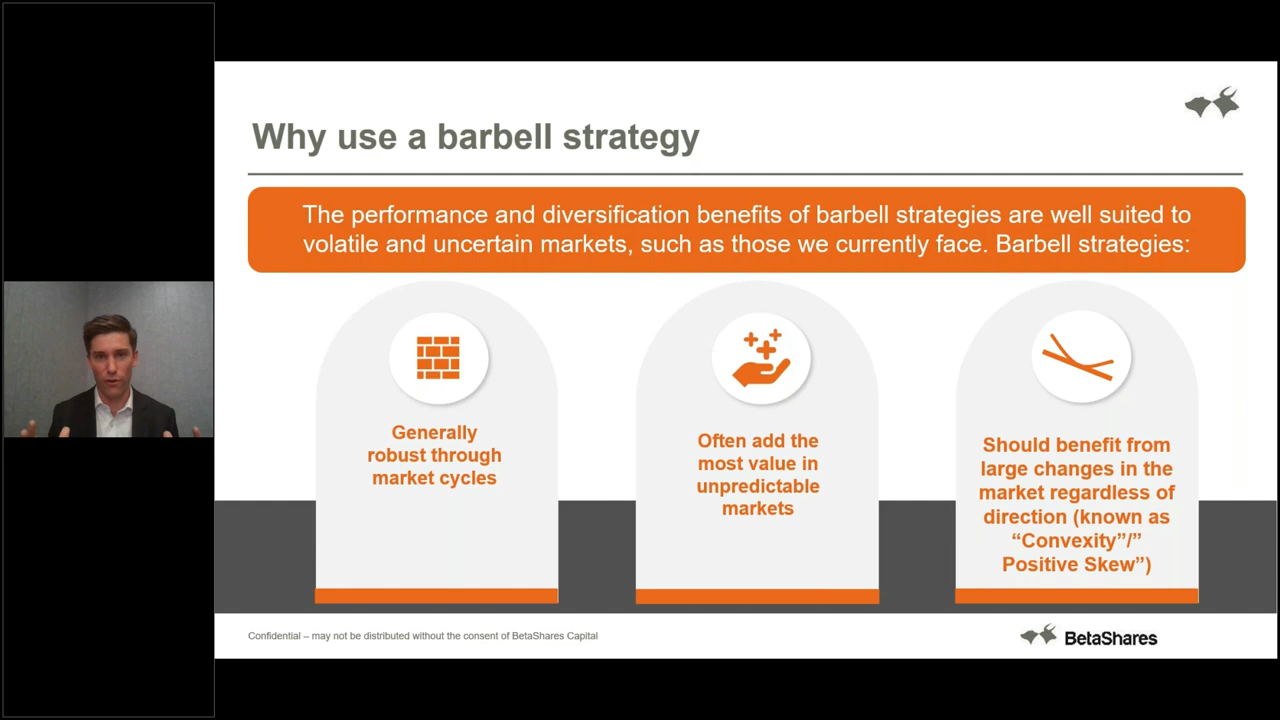 Why use a barbell strategy
The performance and diversification benefits of barbell strategies are well suited to
volatile and uncertain markets, such as those we currently face. Barbell strategies:
Generally
robust through
market cycles
Often add the
most value in
unpredictable
markets
Should benefit from
large changes in the
market regardless of
direction (known as
“Convexity”/”
Positive Skew”)
Confidential – may not be distributed without the consent of BetaShares Capital
BetaShares